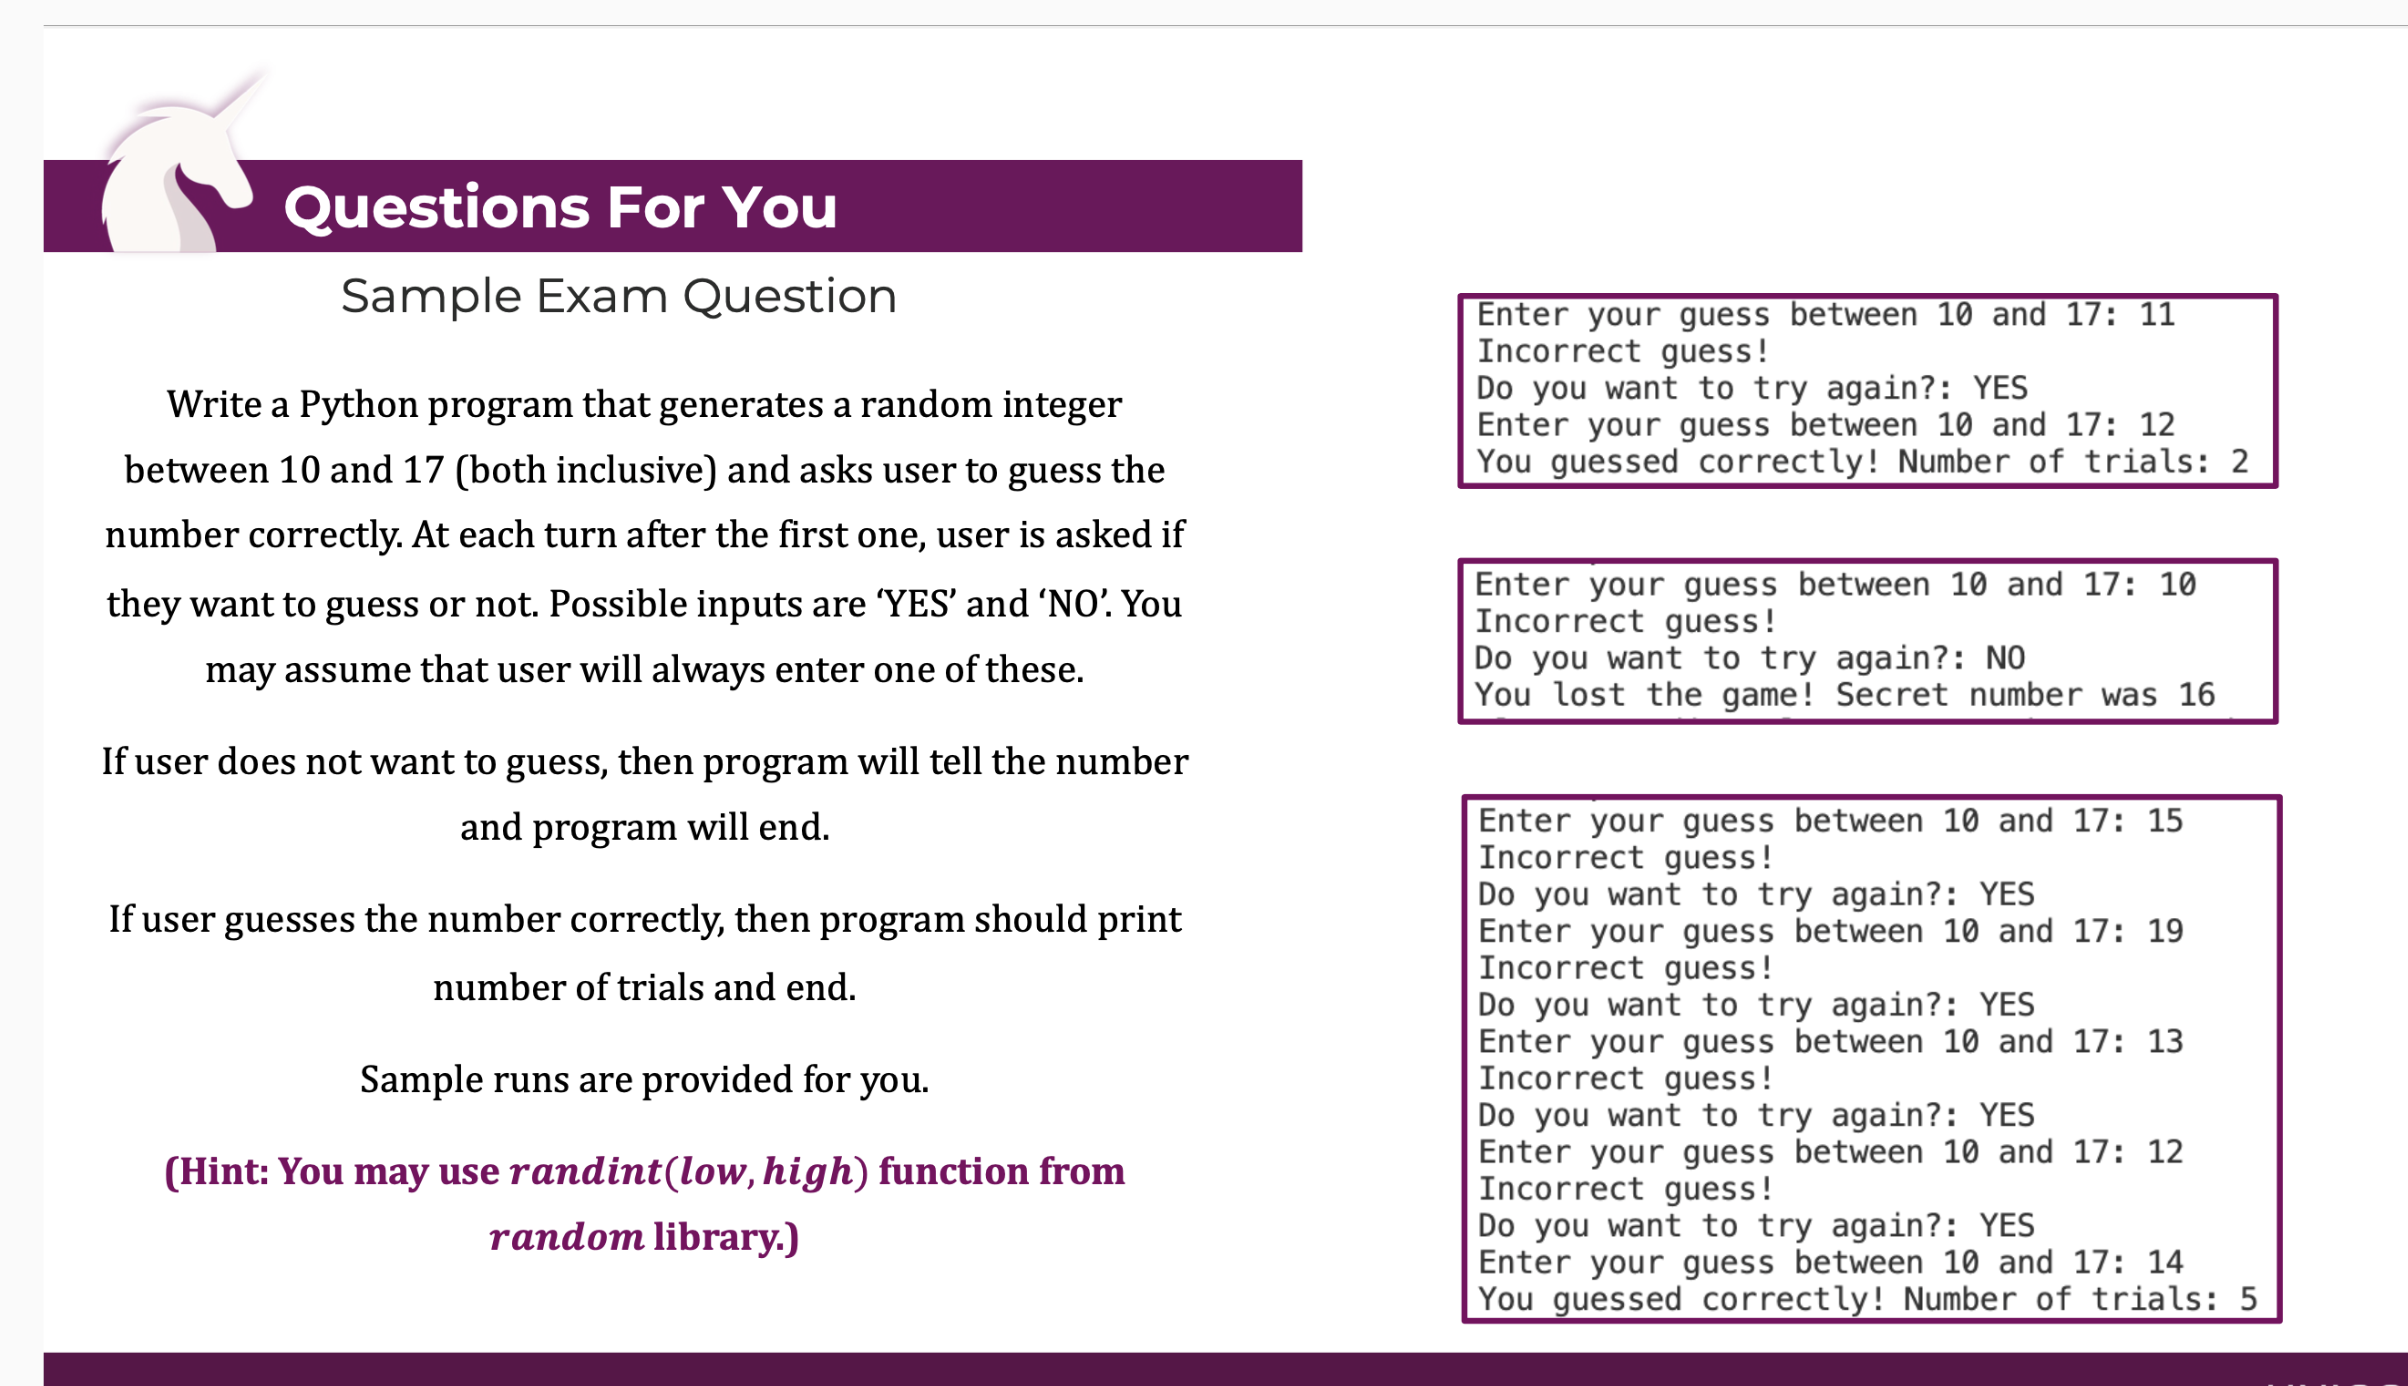 Questions For You
Sample Exam Question
Write a Python program that generates a random integer
between 10 and 17 (both inclusive) and asks user to guess the
number correctly. At each turn after the first one, user is asked if
they want to guess or not. Possible inputs are ‘YES’ and ‘NO’. You
may assume that user will always enter one of these.
If user does not want to guess, then program will tell the number
and program will end.
If user guesses the number correctly, then program should print
number of trials and end.
Sample runs are provided for you.
(Hint: You may use randint(low, high) function from
random library.)
Enter your guess between 10 and 17: 11
Incorrect guess!
Do you want to try again?: YES
Enter your guess between 10 and 17: 12
You guessed correctly! Number of trials: 2
Enter your guess between 10 and 17: 10
Incorrect guess!
Do you want to try again?: NO
You lost the game! Secret number was 16
Enter your guess between 10 and 17: 15
Incorrect guess!
Do you want to try again?: YES
Enter your guess between 10 and 17: 19
Incorrect guess!
Do you want to try again?: YES
Enter your guess between 10 and 17: 13
Incorrect guess!
Do you want to try again?: YES
Enter your guess between 10 and 17: 12
Incorrect guess!
Do you want to try again?: YES
Enter your guess between 10 and 17: 14
You guessed correctly! Number of trials: 5